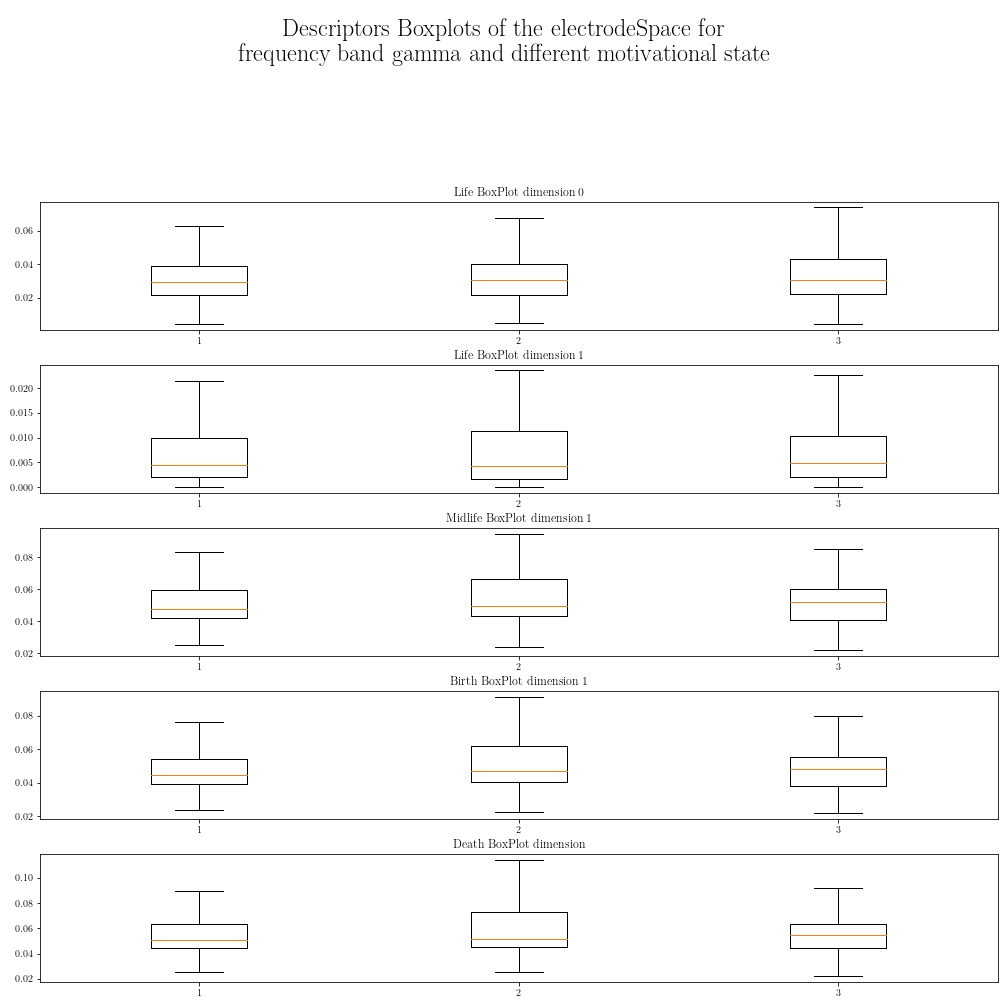 Descriptors Boxplots of the electrodeSpace for
frequency band gamma and different motivational state
Life BoxPlot dimension 0
0.06
0.04
0.02
1 2 3
Life BoxPlot dimension 1
0.020
0.015
0.010
0.005
0.000
1 2 3
Midlife BoxPlot dimension 1
0.08
0.06
0.04
0.02
1 2 3
Birth BoxPlot dimension 1
0.08
0.06
0.04
0.02
1 2 3
Death BoxPlot dimension
0.10
0.08
0.06
0.04
0.02
1 2 3